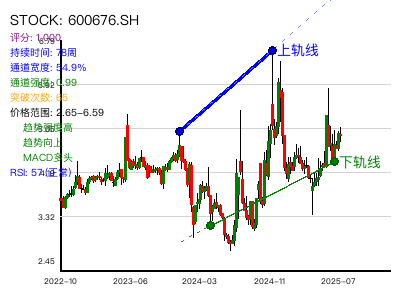 STOCK: 600676.SH
评分: 1.000
持续时间: 78周
通道宽度: 54.9%
通道强度: 0.99
突破次数: 65
价格范围: 2.65-6.59
趋势强度高
趋势向上
MACD多头
RSI: 57 (正常)
上轨线
下轨线
6.79
3.32
2.45
2022-10
2023-06
2024-03
2024-11
2025-07